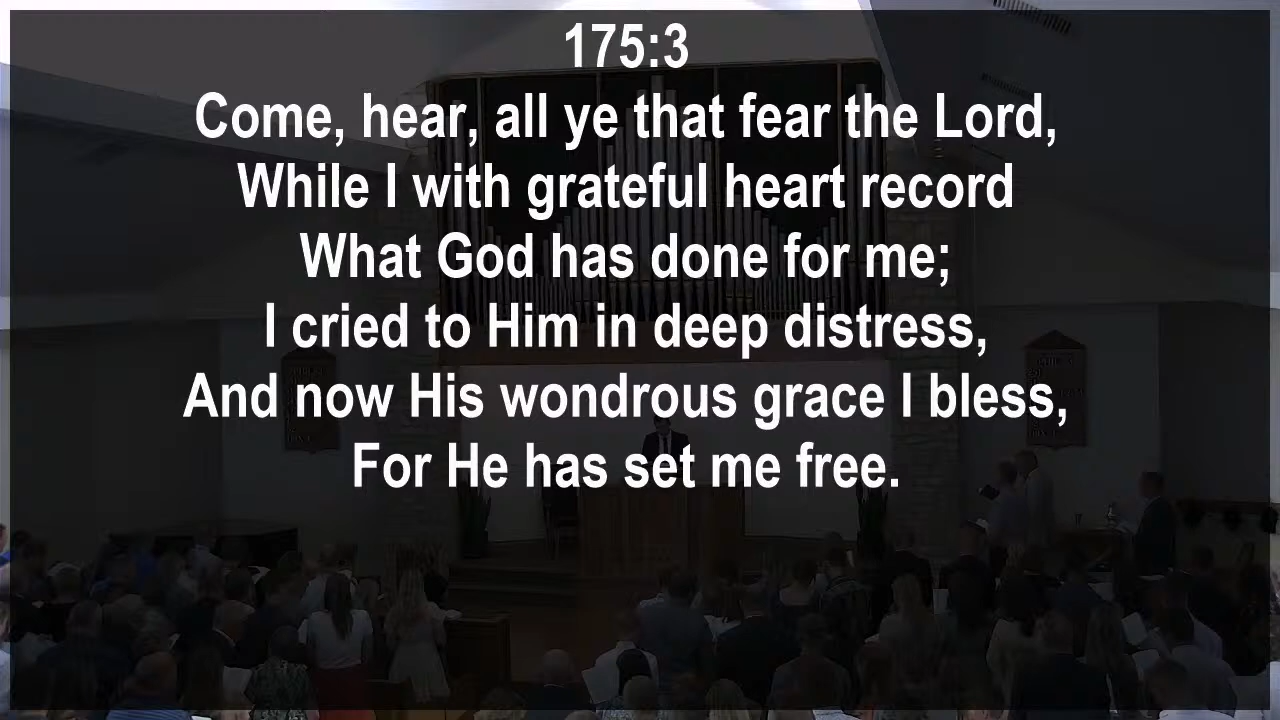 175:3
Come, hear, all ye that fear the Lord,
While I with grateful heart record
What God has done for me;
I cried to Him in deep distress,
And now His wondrous grace I bless,
For He has set me free.